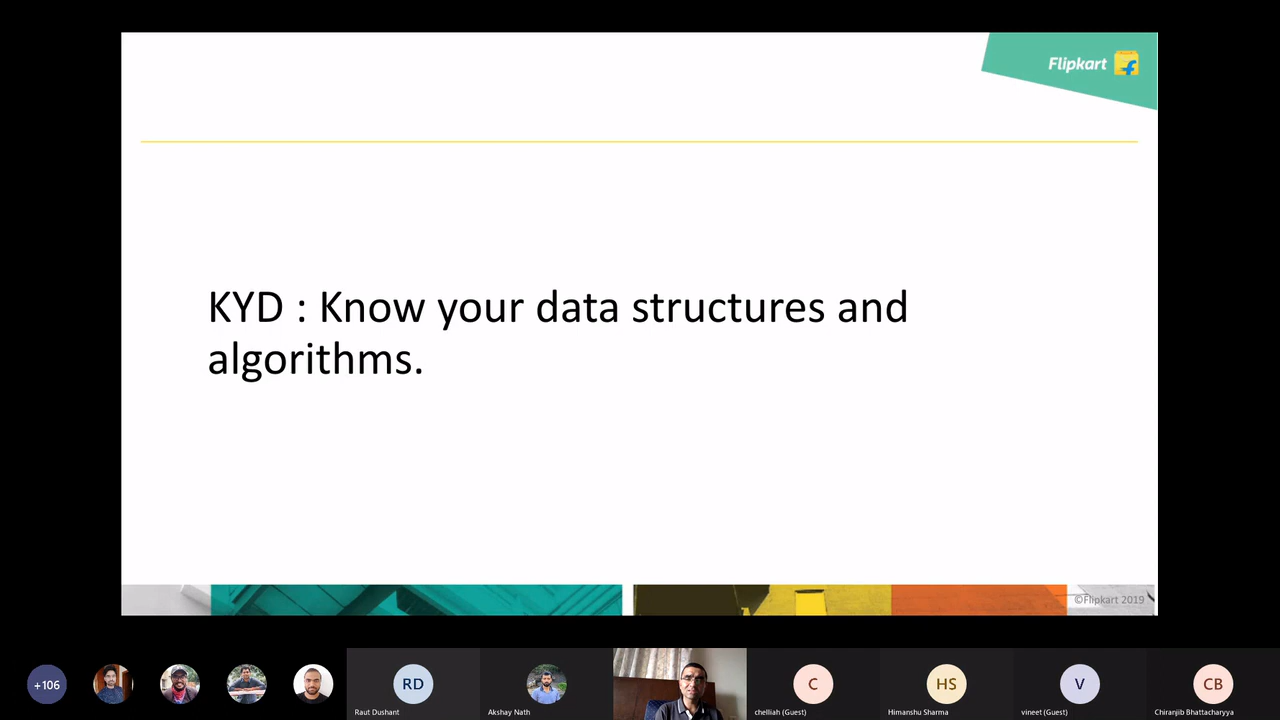 Flipkart
KYD : Know your data structures and
algorithms.
©Flipkart 2019
+106
RD
Raut Dushant
Akshay Nath
C
chelliah (Guest)
HS
Himanshu Sharma
V
vineet (Guest)
CB
Chiranjib Bhattacharyya